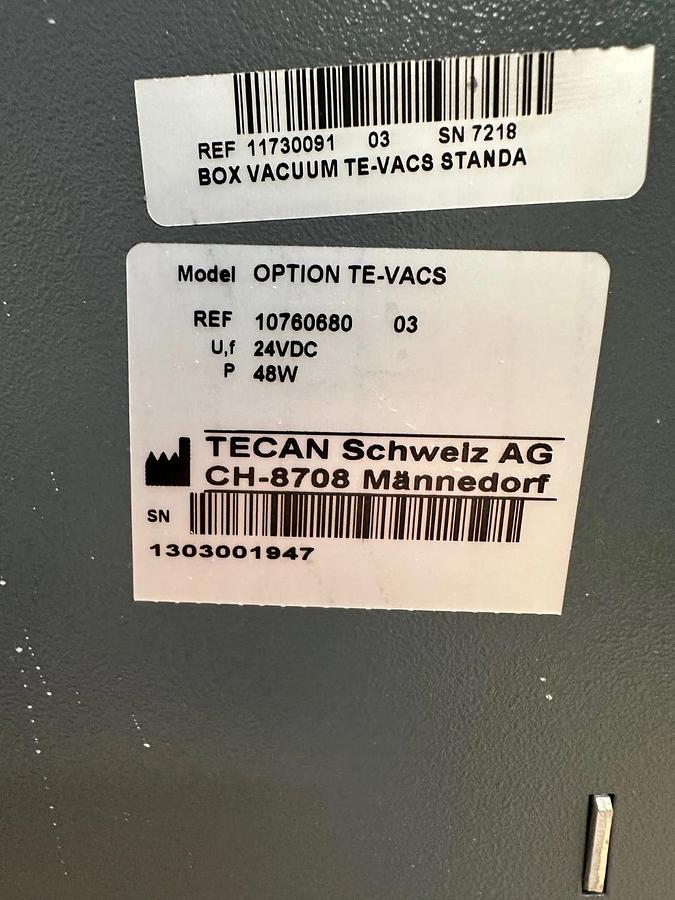 REF 11730091 03 SN 7218
BOX VACUUM TE-VACS STANDA
Model OPTION TE-VACS
REF 10760680 03
U,f 24VDC
P 48W
TECAN Schweiz AG
CH-8708 Männedorf
SN
1303001947